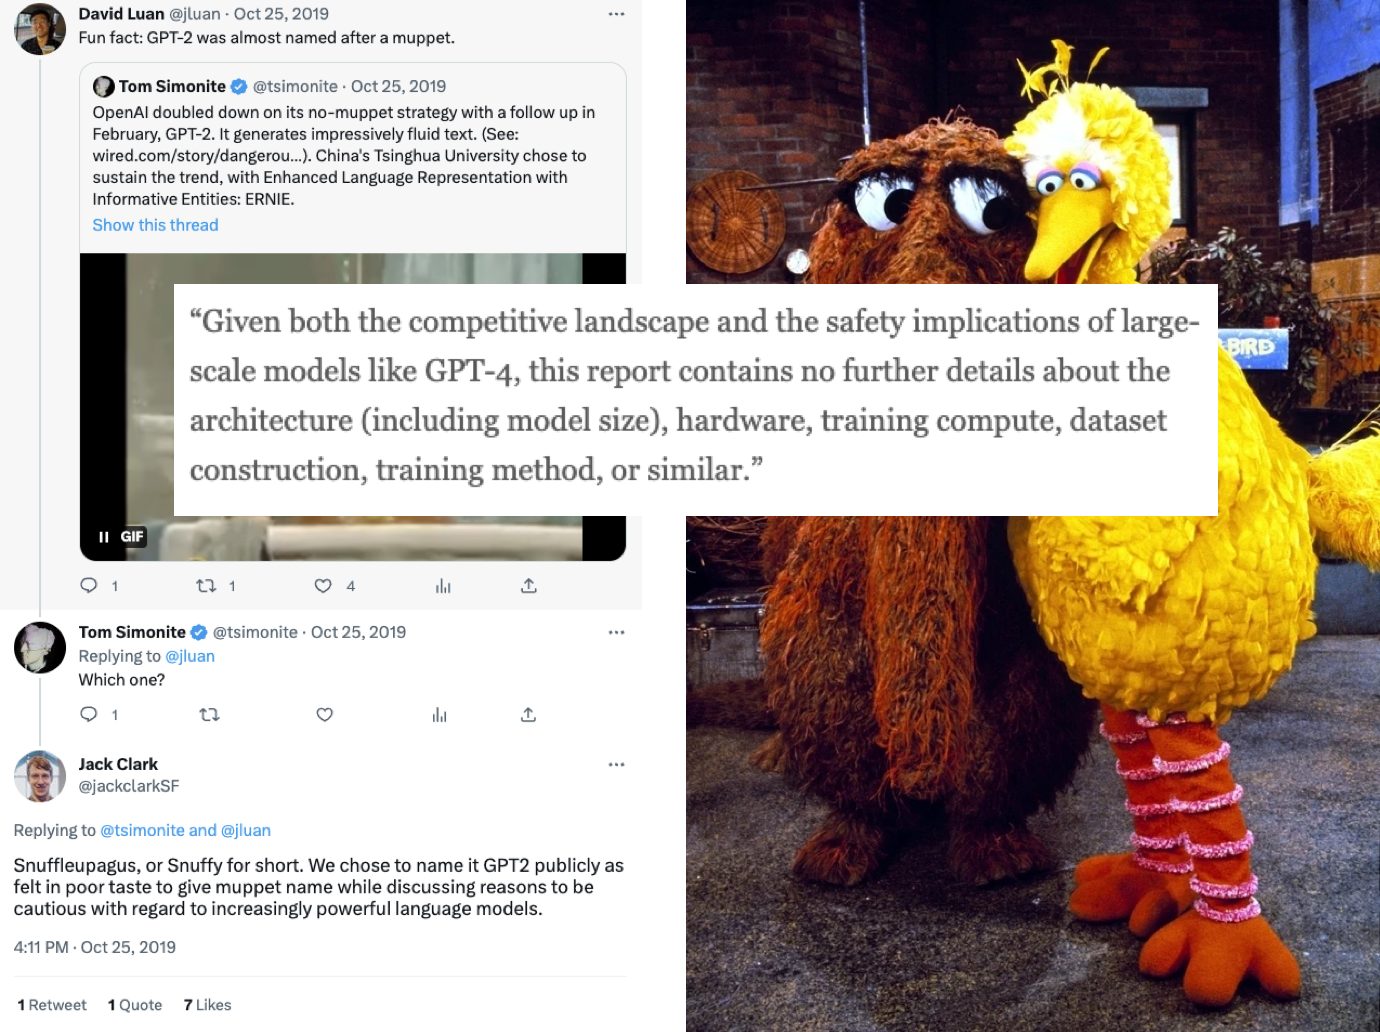 David Luan @jluan · Oct 25, 2019
Fun fact: GPT-2 was almost named after a muppet.
Tom Simonite @tsimonite · Oct 25, 2019
OpenAI doubled down on its no-muppet strategy with a follow up in
February, GPT-2. It generates impressively fluid text. (See:
wired.com/story/dangerou...). China's Tsinghua University chose to
sustain the trend, with Enhanced Language Representation with
Informative Entities: ERNIE.
Show this thread
GIF
1 1 4
Tom Simonite @tsimonite · Oct 25, 2019
Replying to @jluan
Which one?
1
Jack Clark
@jackclarkSF
Replying to @tsimonite and @jluan
Snuffleupagus, or Snuffy for short. We chose to name it GPT2 publicly as
felt in poor taste to give muppet name while discussing reasons to be
cautious with regard to increasingly powerful language models.
4:11 PM · Oct 25, 2019
1 Retweet 1 Quote 7 Likes
“Given both the competitive landscape and the safety implications of large-
scale models like GPT-4, this report contains no further details about the
architecture (including model size), hardware, training compute, dataset
construction, training method, or similar.”
BIRD